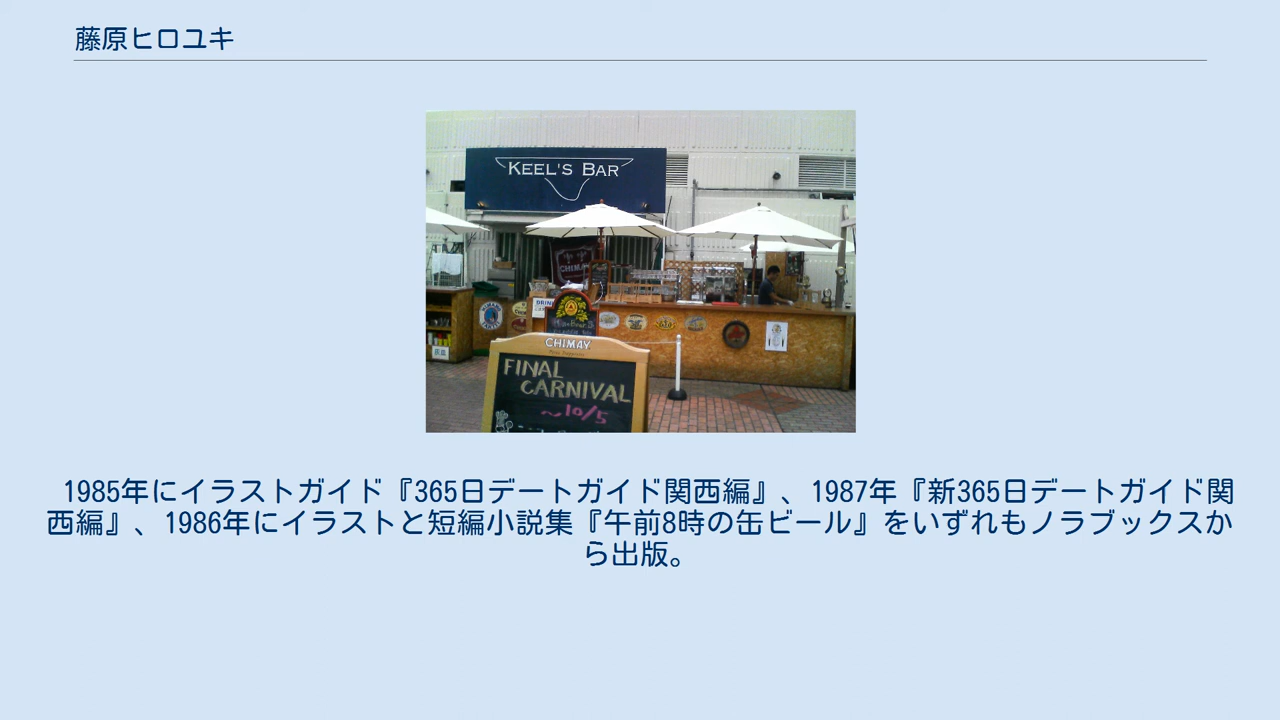 藤原ヒロユキ
KEEL'S BAR
CHIMAY
FINAL
CARNIVAL
～10/5
1985年にイラストガイド『365日デートガイド関西編』、1987年『新365日デートガイド関
西編』、1986年にイラストと短編小説集『午前8時の缶ビール』をいずれもノラブックスか
ら出版。